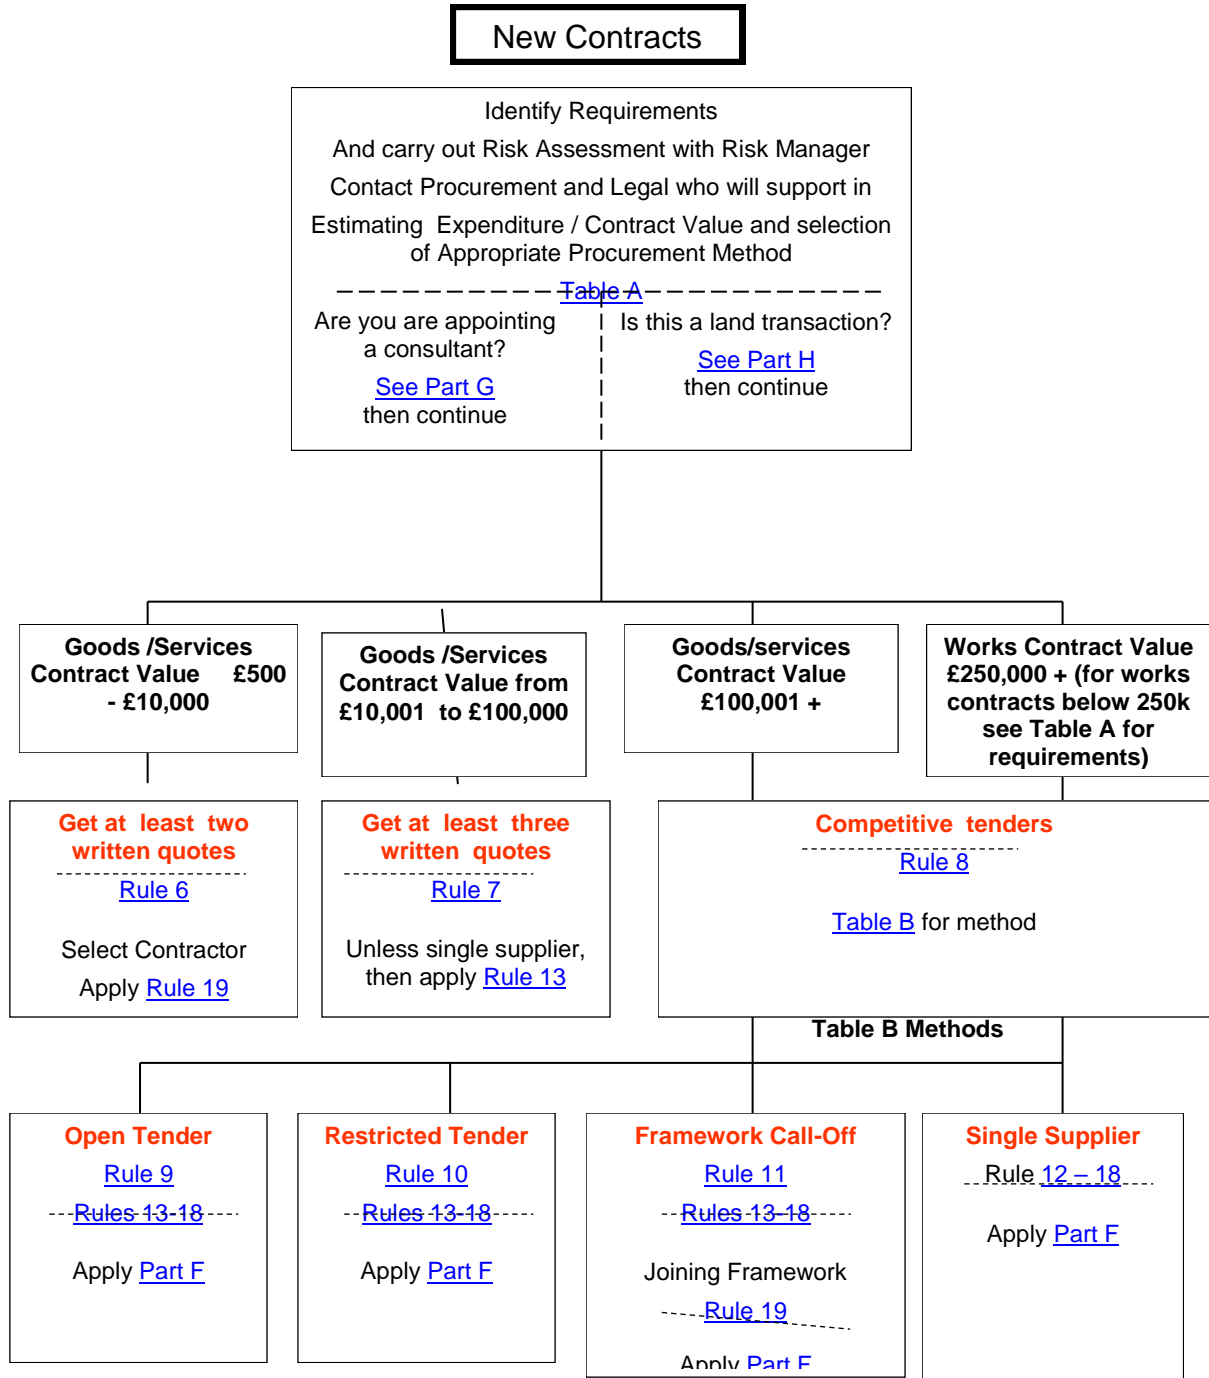 New Contracts
Identify Requirements
And carry out Risk Assessment with Risk Manager
Contact Procurement and Legal who will support in
Estimating Expenditure / Contract Value and selection
of Appropriate Procurement Method
Table A
Are you are appointing
a consultant?
See Part G
then continue
Is this a land transaction?
See Part H
then continue
Goods /Services
Contract Value £500
- £10,000
Goods /Services
Contract Value from
£10,001 to £100,000
Goods/services
Contract Value
£100,001 +
Works Contract Value
£250,000 + (for works
contracts below 250k
see Table A for
requirements)
Get at least two
written quotes
Rule 6
Select Contractor
Apply Rule 19
Get at least three
written quotes
Rule 7
Unless single supplier,
then apply Rule 13
Competitive tenders
Rule 8
Table B for method
Table B Methods
Open Tender
Rule 9
Rules 13-18
Apply Part F
Restricted Tender
Rule 10
Rules 13-18
Apply Part F
Framework Call-Off
Rule 11
Rules 13-18
Joining Framework
Rule 19
Apply Part F
Single Supplier
Rule 12 – 18
Apply Part F